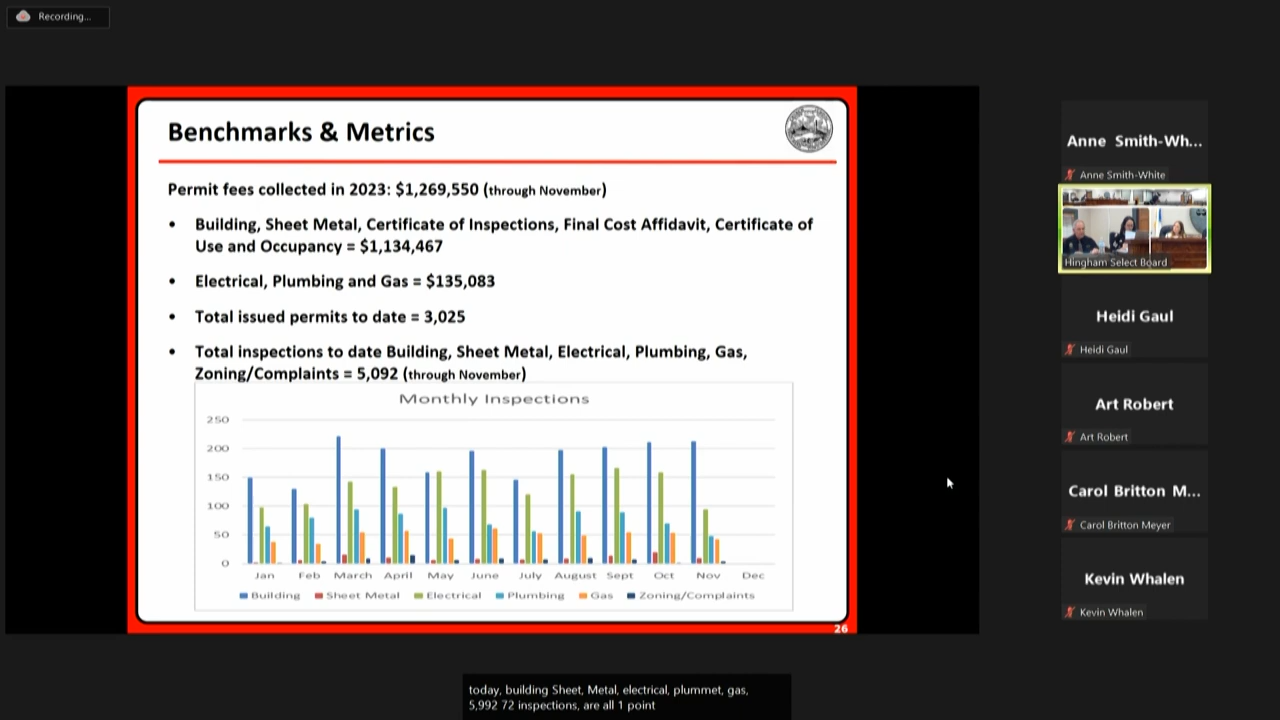 Recording...
Benchmarks & Metrics
Permit fees collected in 2023: $1,269,550 (through November)
• Building, Sheet Metal, Certificate of Inspections, Final Cost Affidavit, Certificate of
Use and Occupancy = $1,134,467
• Electrical, Plumbing and Gas = $135,083
• Total issued permits to date = 3,025
• Total inspections to date Building, Sheet Metal, Electrical, Plumbing, Gas,
Zoning/Complaints = 5,092 (through November)
Monthly Inspections
250
200
150
100
50
0
Jan Feb March April May June July August Sept Oct Nov Dec
Building Sheet Metal Electrical Plumbing Gas Zoning/Complaints
26
Anne Smith-Wh...
Anne Smith-White
Hingham Select Board
Heidi Gaul
Heidi Gaul
Art Robert
Art Robert
Carol Britton M...
Carol Britton Meyer
Kevin Whalen
Kevin Whalen
today, building Sheet, Metal, electrical, plummet, gas,
5,992 72 inspections, are all 1 point